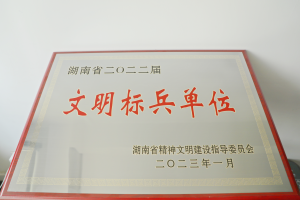 湖南省二〇二二届
文明标兵单位
湖南省精神文明建设指导委员会
二〇二三年一月